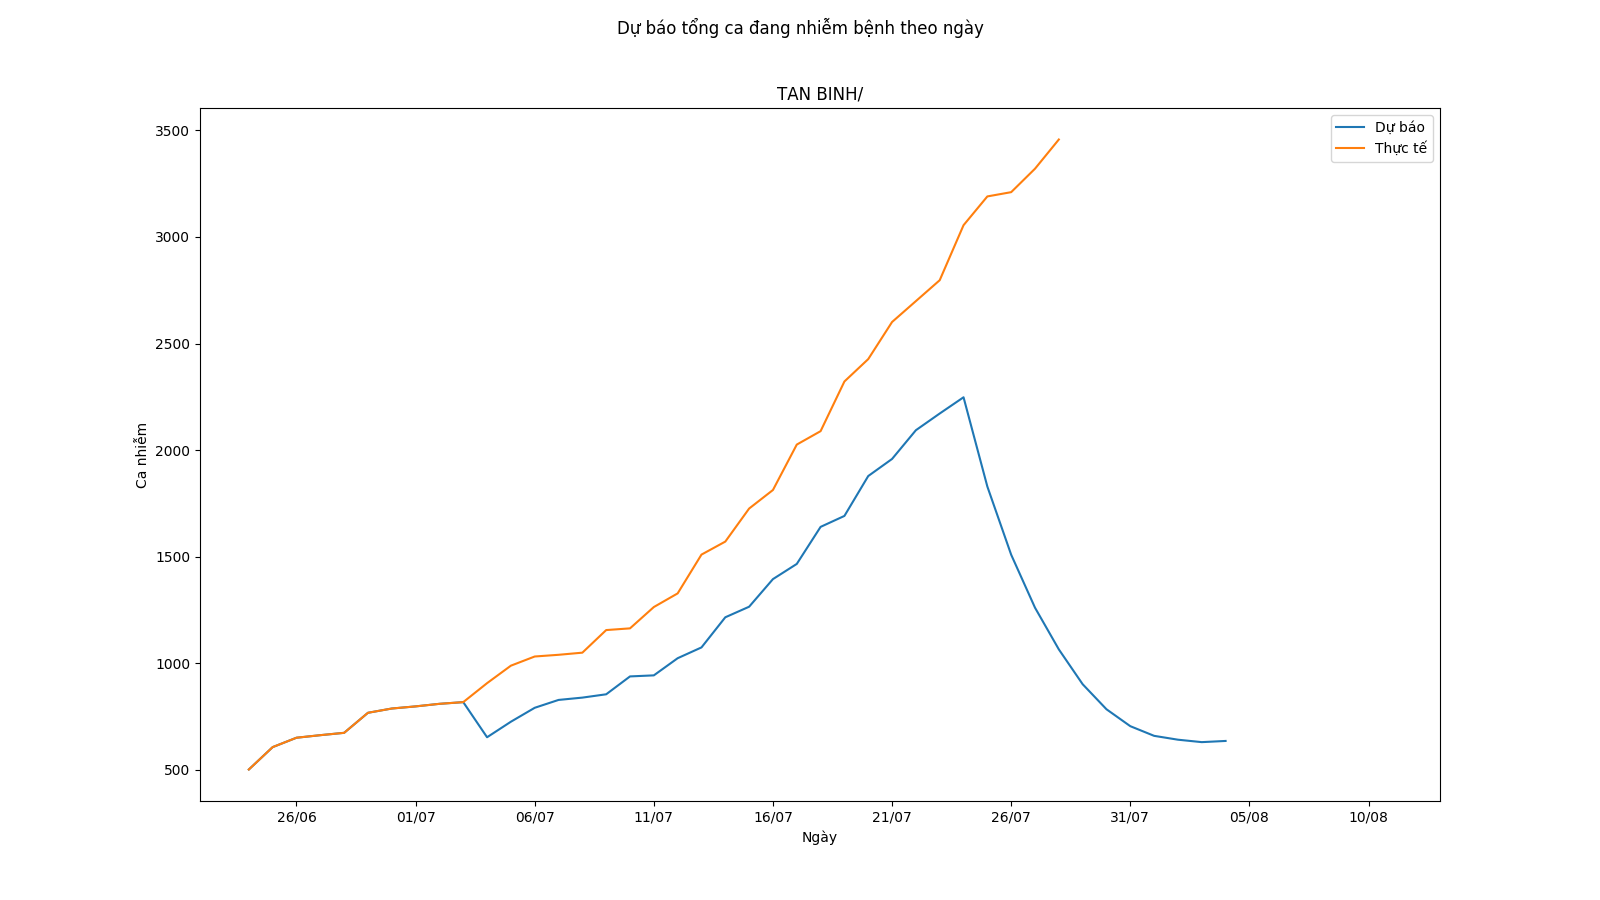 Dự báo tổng ca đang nhiễm bệnh theo ngày
TAN BINH/
Dự báo
Thực tế
3500
3000
2500
2000
1500
1000
500
Ca nhiễm
26/06
01/07
06/07
11/07
16/07
21/07
26/07
31/07
05/08
10/08
Ngày